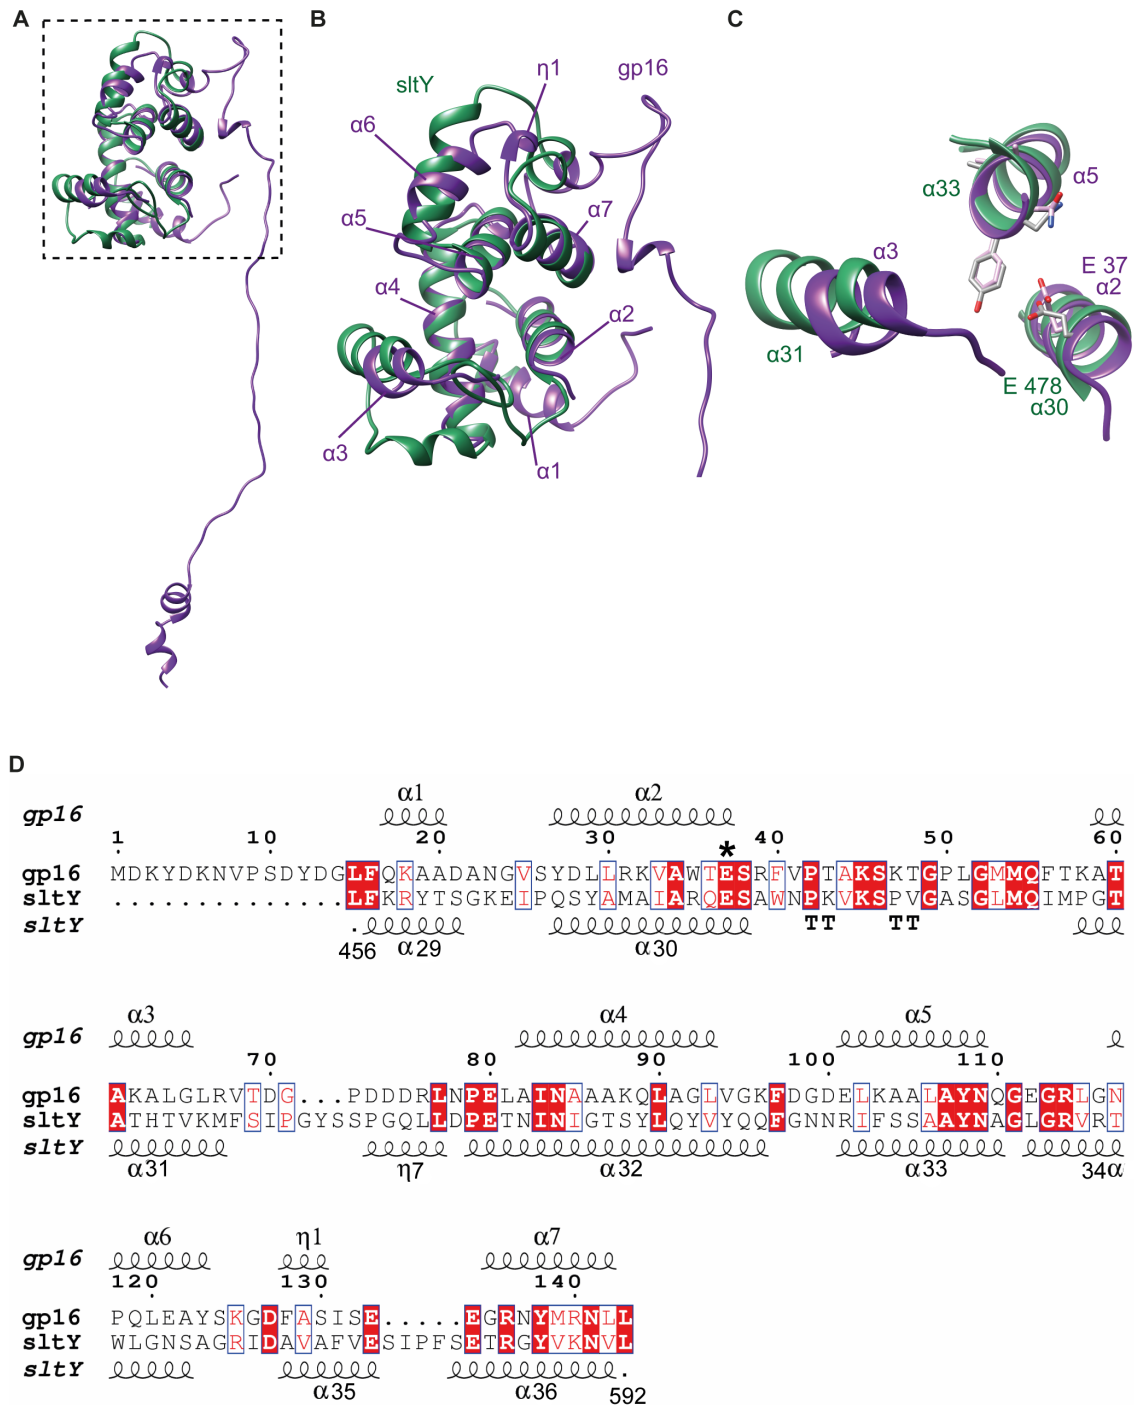 A
B
C
sltY
η1
gp16
α6
α5
α7
α4
α2
α3
α1
α33
α5
α3
E 37
α2
α31
E 478
α30
D
α1 α2
gp16
1 10 20 30 40 50 60
*
gp16 MDKYDKNVPSDYDGLFQKAADANGVSYDLLRKVAWTESRFVPTAKSKTGPLGMMQFTKAT
sltY ..............LFKRYTSGKEIPQSYAMAIARQESAWNPKVKSPVGASGLMQIMPGT
sltY TT TT
456 α29 α30
α3 α4 α5
gp16
70 80 90 100 110
gp16 AKALGLRVTDG...PDDDRLNPELAINAAAKQLAGLVGKFDGDELKAALAYNQGEGRLGN
sltY ATHTVKMFSIPGYSSPGQLLDPETNINIGTSYLQYVYQQFGNNRIFSSAAYNAGLGRVRT
sltY
α31 η7 α32 α33 34α
α6 η1 α7
gp16
120 130 140
gp16 PQLEAYSKGDFASISE.....EGRNYMRNLL
sltY WLGNSAGRIDAVAFVESIPFSETRGYVKNVL
sltY
α35 α36 592